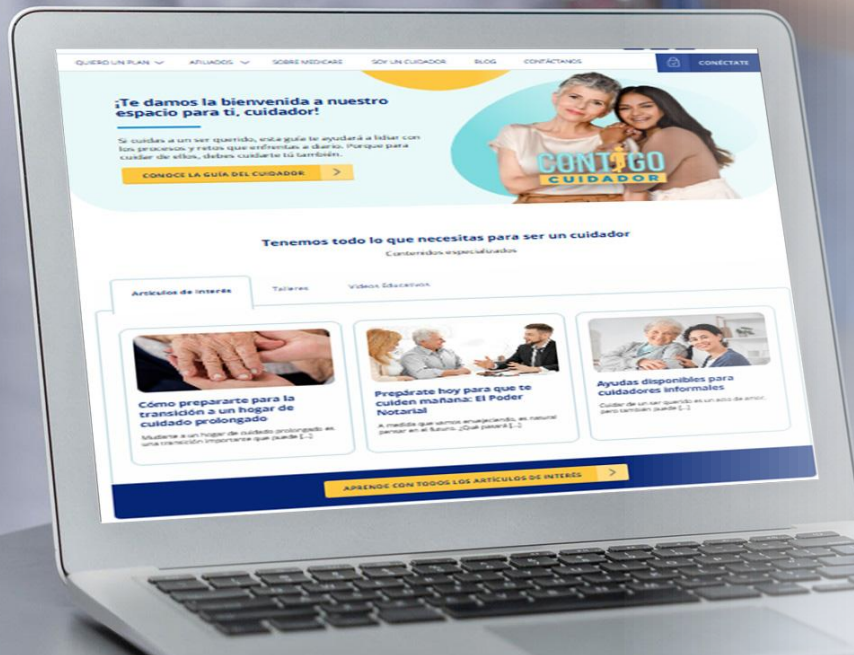 QUIERO UN PLAN AFILIADOS SOBRE MEDICARE SOY UN CUIDADOR BLOG CONTÁCTANOS CONÉCTATE
¡Te damos la bienvenida a nuestro
espacio para ti, cuidador!
Si cuidas a un ser querido, esta guía te ayudará a lidiar con
los procesos y retos que enfrentas a diario. Porque para
cuidar de ellos, debes cuidarte tú también.
CONOCE LA GUÍA DEL CUIDADOR >
CONTIGO
CUIDADOR
Tenemos todo lo que necesitas para ser un cuidador
Contenidos especializados
Artículos de interés Talleres Videos Educativos
Cómo prepararte para la
transición a un hogar de
cuidado prolongado
Mudarse a un hogar de cuidado prolongado es
una transición importante que puede [...]
Prepárate hoy para que te
cuiden mañana: El Poder
Notarial
A medida que vamos envejeciendo, es natural
pensar en el futuro. ¿Qué pasará [...]
Ayudas disponibles para
cuidadores informales
Cuidar de un ser querido es un acto de amor,
pero también puede [...]
APRENDE CON TODOS LOS ARTÍCULOS DE INTERÉS >